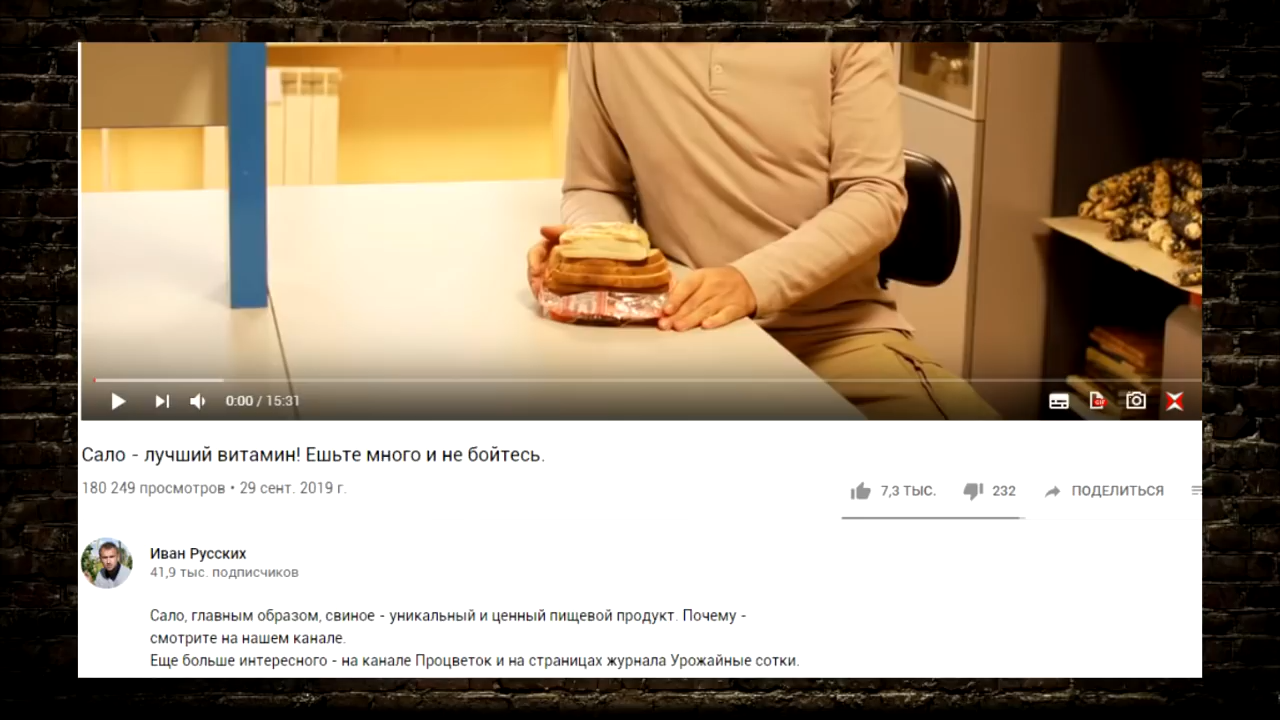 0:00 / 15:31
GIF
Сало - лучший витамин! Ешьте много и не бойтесь.
180 249 просмотров • 29 сент. 2019 г.
7,3 ТЫС.
232
ПОДЕЛИТЬСЯ
Иван Русских
41,9 тыс. подписчиков
Сало, главным образом, свиное - уникальный и ценный пищевой продукт. Почему -
смотрите на нашем канале.
Еще больше интересного - на канале Процветок и на страницах журнала Урожайные сотки.